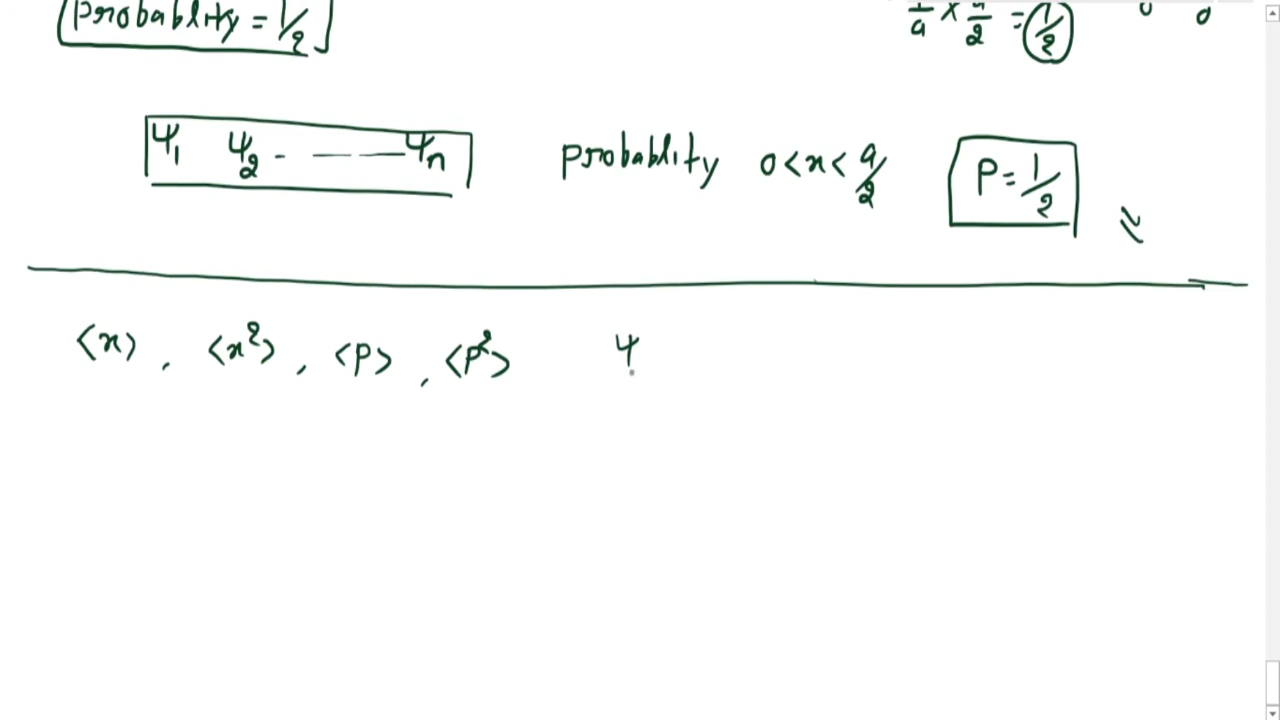 probablity = 1/2
1/a × a/2 = 1/2
ψ₁ ψ₂ - — — — ψₙ probablity 0<x<a/2 P=1/2
<x> , <x²> , <P> , <P²> ψ